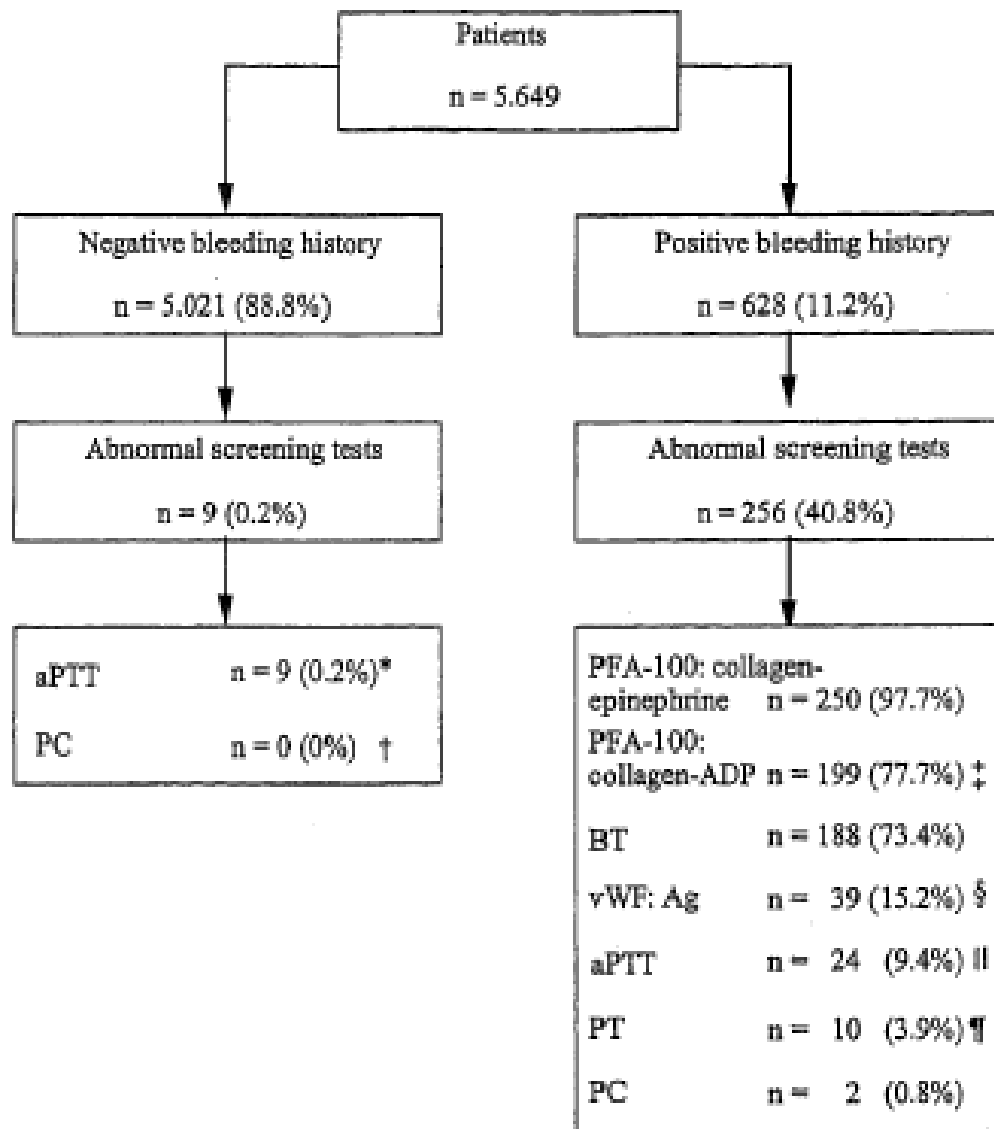 Patients
n = 5.649
Negative bleeding history
n = 5.021 (88.8%)
Positive bleeding history
n = 628 (11.2%)
Abnormal screening tests
n = 9 (0.2%)
Abnormal screening tests
n = 256 (40.8%)
aPTT n = 9 (0.2%)*
PC n = 0 (0%) †
PFA-100: collagen-
epinephrine n = 250 (97.7%)
PFA-100:
collagen-ADP n = 199 (77.7%) ‡
BT n = 188 (73.4%)
vWF: Ag n = 39 (15.2%) §
aPTT n = 24 (9.4%) ||
PT n = 10 (3.9%) ¶
PC n = 2 (0.8%)